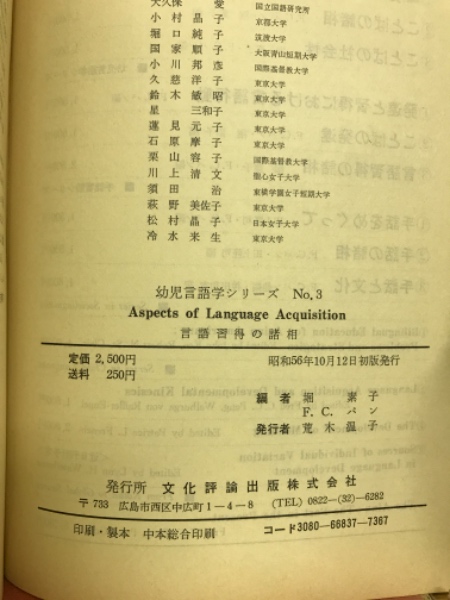 大久保 愛 国立国語研究所
小村晶子 京都大学
堀口純子 筑波大学
国家順子 大阪青山短期大学
小川邦彦 国際基督教大学
久慈洋子 東京大学
鈴木敏昭 東京大学
星 三和子 東京大学
蓮見元子 東京大学
石原摩子 東京大学
栗山容子 国際基督教大学
川上清文 聖心女子大学
須田治 東横学園女子短期大学
萩野美佐子 東京大学
松村晶子 日本女子大学
冷水来生 東京大学
幼児言語学シリーズ No.3
Aspects of Language Acquisition
言語習得の諸相
定価 2,500円 昭和56年10月12日初版発行
送料 250円
編者 堀素子
F.C.パン
発行者 荒木温子
発行所 文化評論出版株式会社
〒733 広島市西区中広町1-4-8 (TEL) 0822-(32)-6282
印刷・製本 中本総合印刷 コード3080-66837-7367